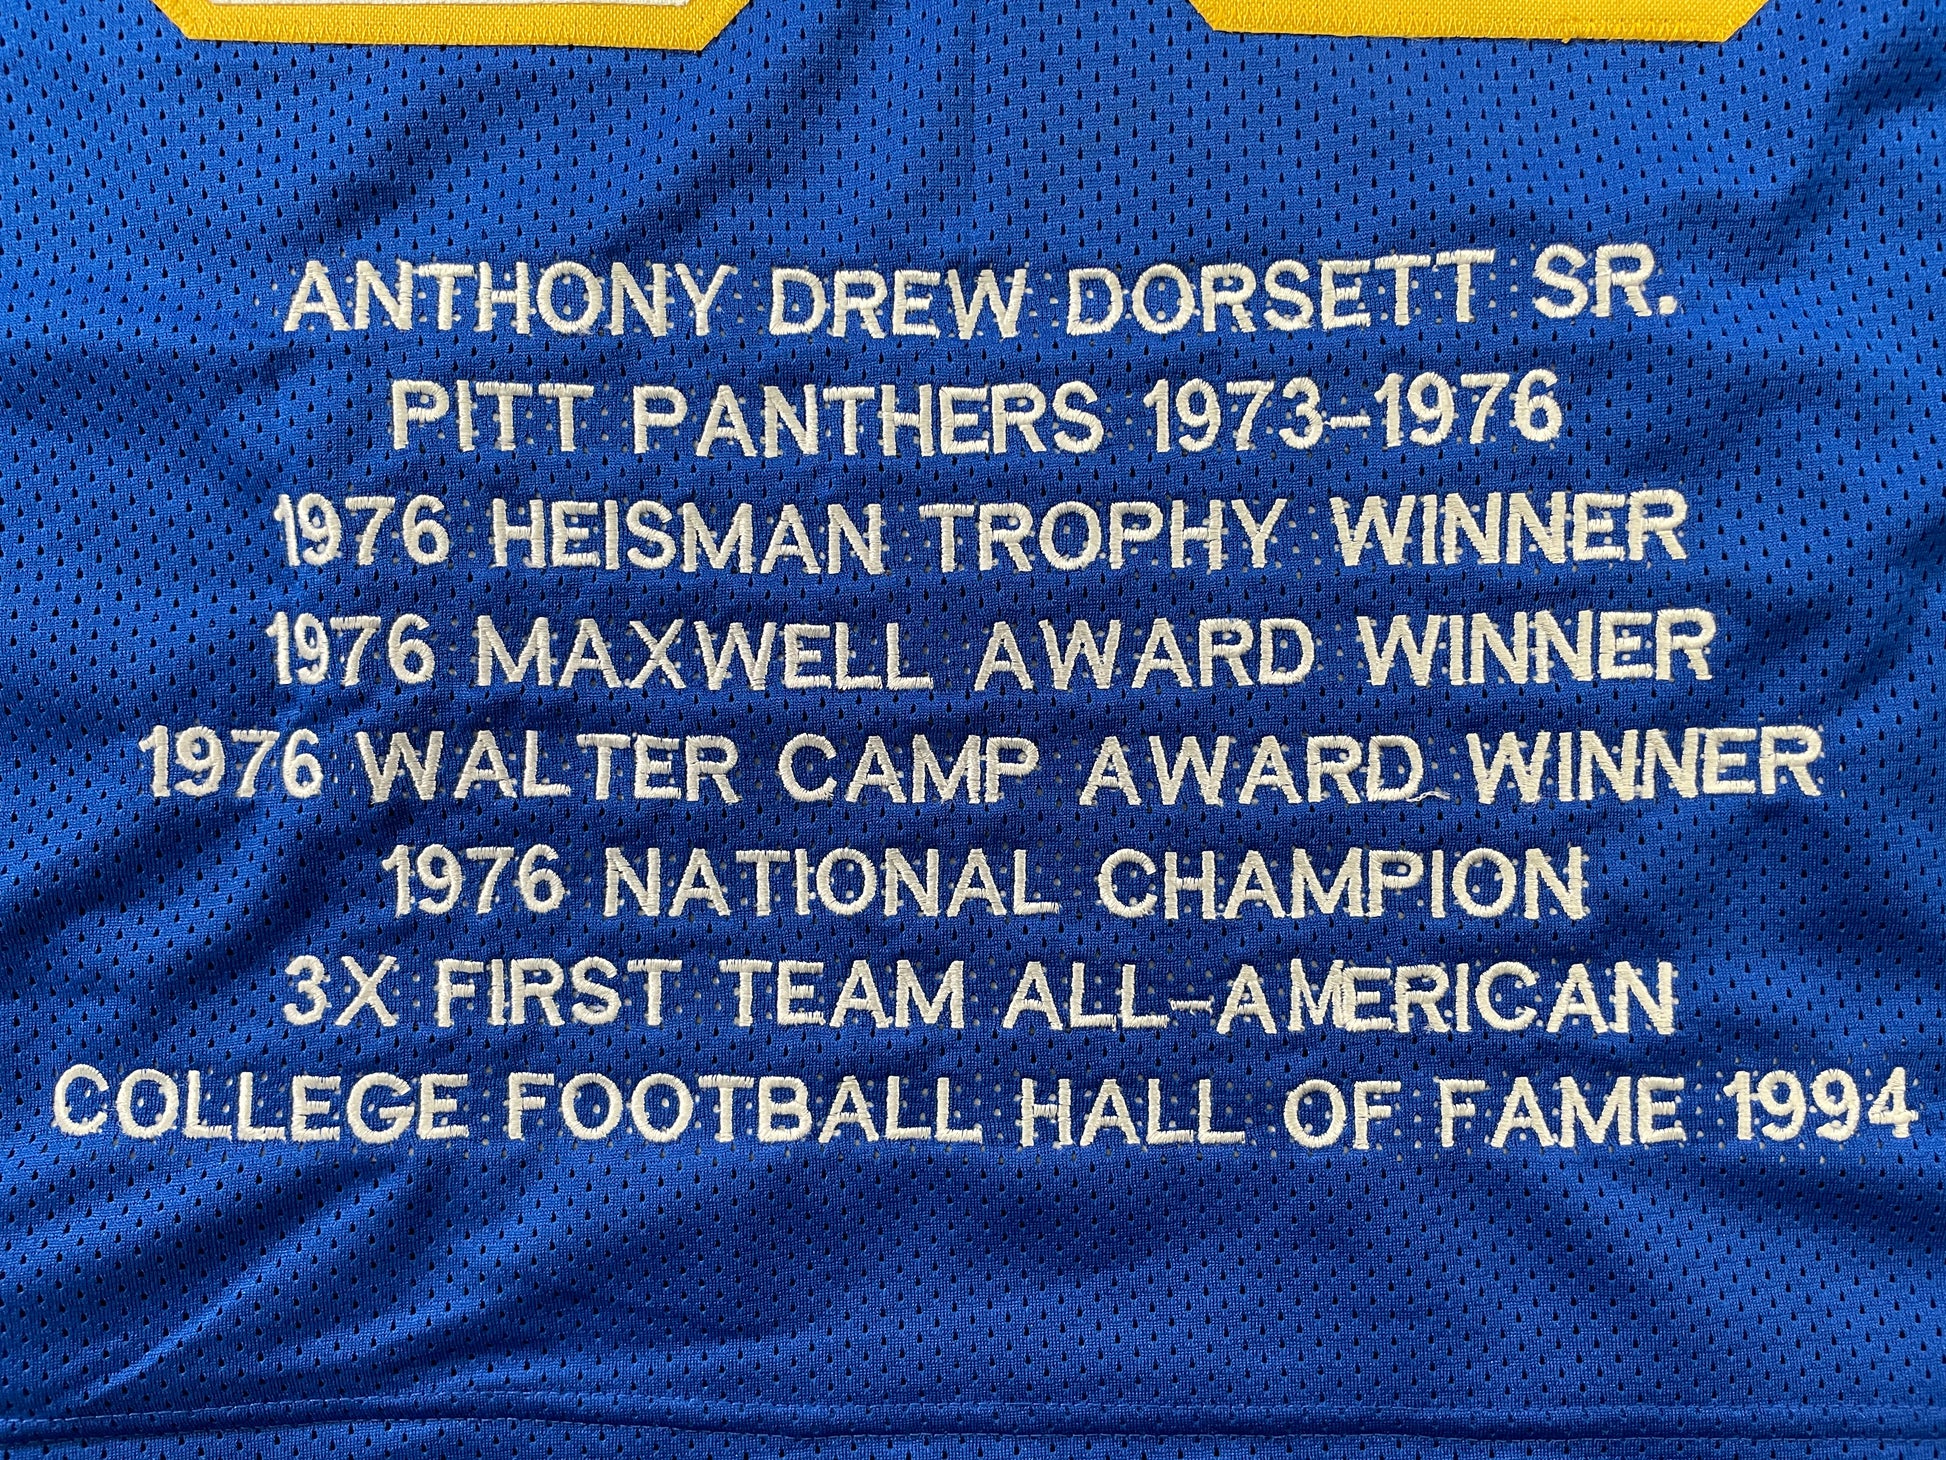 ANTHONY DREW DORSETT SR.
PITT PANTHERS 1973-1976
1976 HEISMAN TROPHY WINNER
1976 MAXWELL AWARD WINNER
1976 WALTER CAMP AWARD WINNER
1976 NATIONAL CHAMPION
3X FIRST TEAM ALL-AMERICAN
COLLEGE FOOTBALL HALL OF FAME 1994